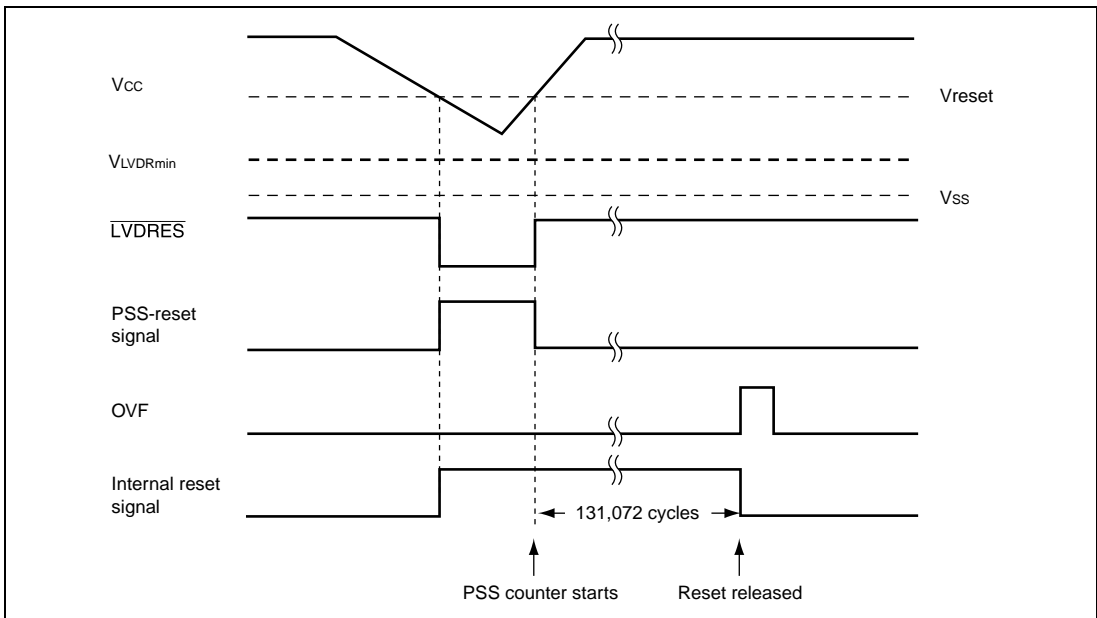 Vcc
Vreset
VLVDRmin
Vss
LVDRES
PSS-reset
signal
OVF
Internal reset
signal
131,072 cycles
PSS counter starts
Reset released